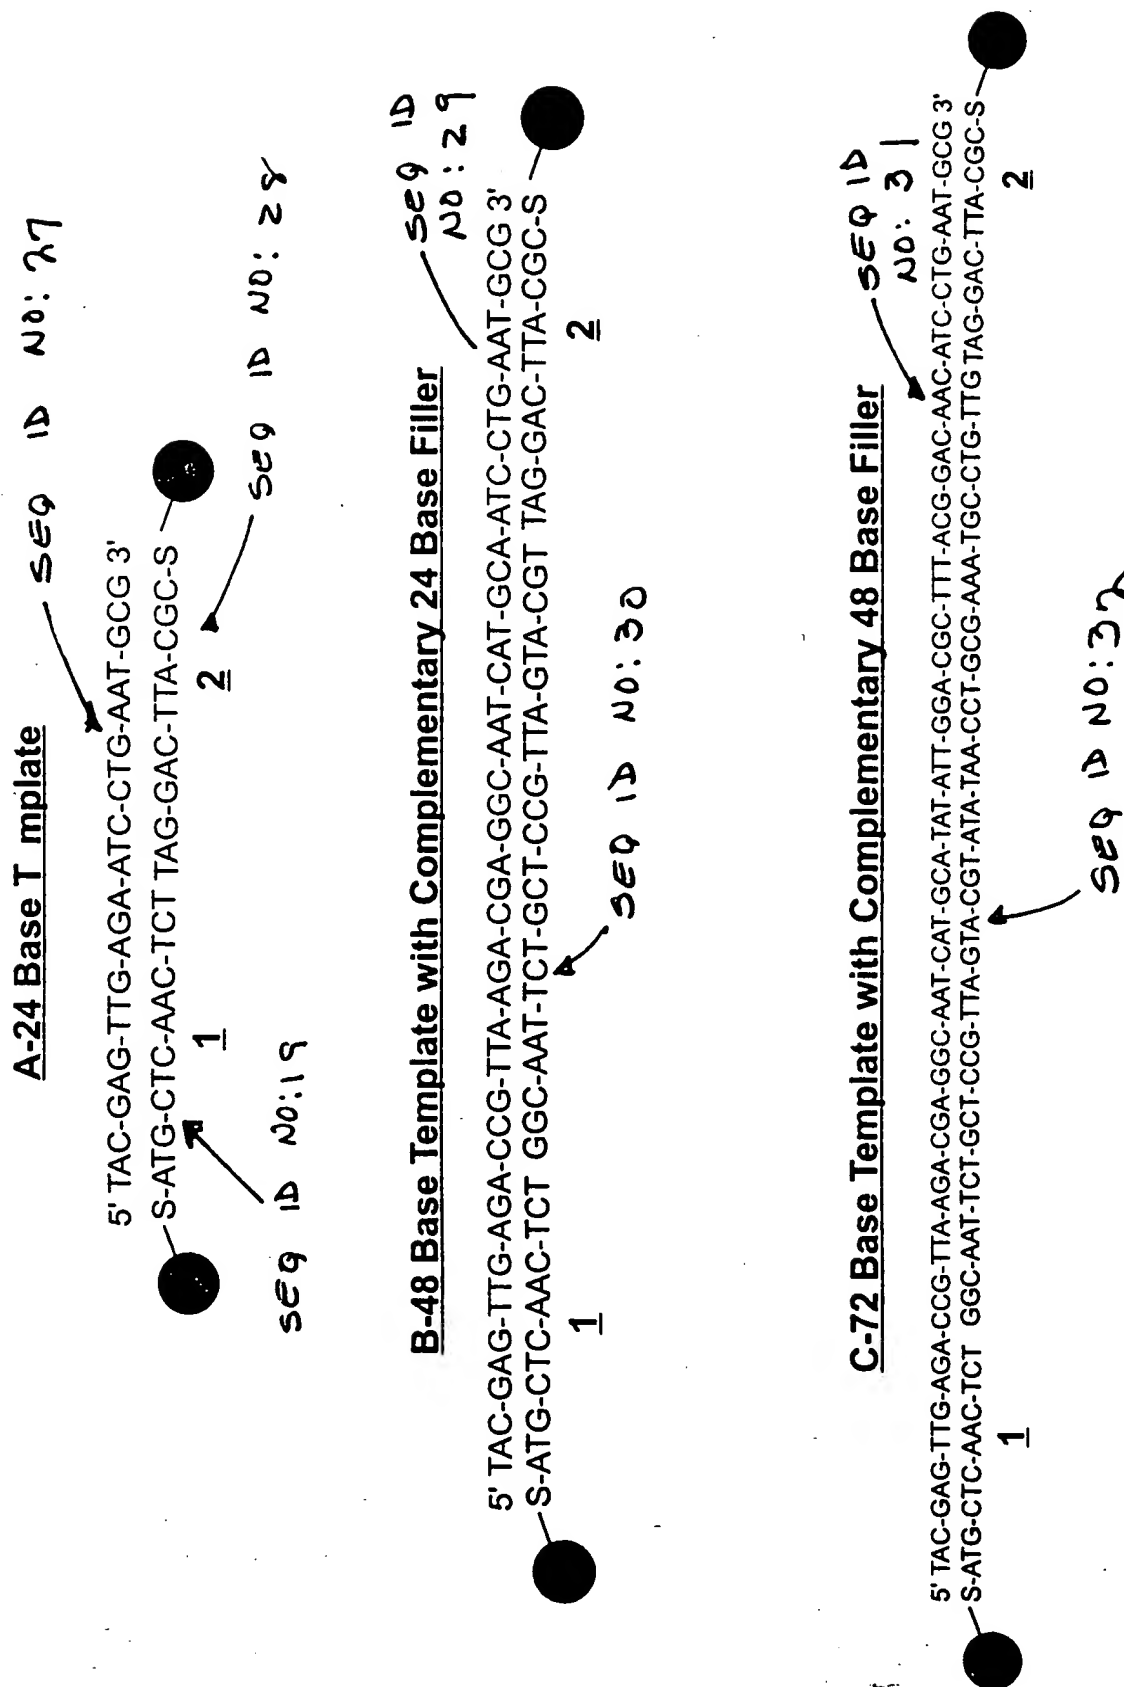 A-24 Base T mplate
SEQ ID NO: 27
5' TAC-GAG-TTG-AGA-ATC-CTG-AAT-GCG 3'
S-ATG-CTC-AAC-TCT TAG-GAC-TTA-CGC-S
1
2
SEQ ID NO:19
SEQ ID NO: 28
B-48 Base Template with Complementary 24 Base Filler
SEQ ID
NO: 29
5' TAC-GAG-TTG-AGA-CCG-TTA-AGA-CGA-GGC-AAT-CAT-GCA-ATC-CTG-AAT-GCG 3'
S-ATG-CTC-AAC-TCT GGC-AAT-TCT-GCT-CCG-TTA-GTA-CGT TAG-GAC-TTA-CGC-S
1
2
SEQ ID NO:30
C-72 Base Template with Complementary 48 Base Filler
SEQ ID
NO: 31
5' TAC-GAG-TTG-AGA-CCG-TTA-AGA-CGA-GGC-AAT-CAT-GCA-TAT-ATT-GGA-CGC-TTT-ACG-GAC-AAC-ATC-CTG-AAT-GCG 3'
S-ATG-CTC-AAC-TCT GGC-AAT-TCT-GCT-CCG-TTA-GTA-CGT-ATA-TAA-CCT-GCG-AAA-TGC-CTG-TTG TAG-GAC-TTA-CGC-S
1
2
SEQ ID NO:32